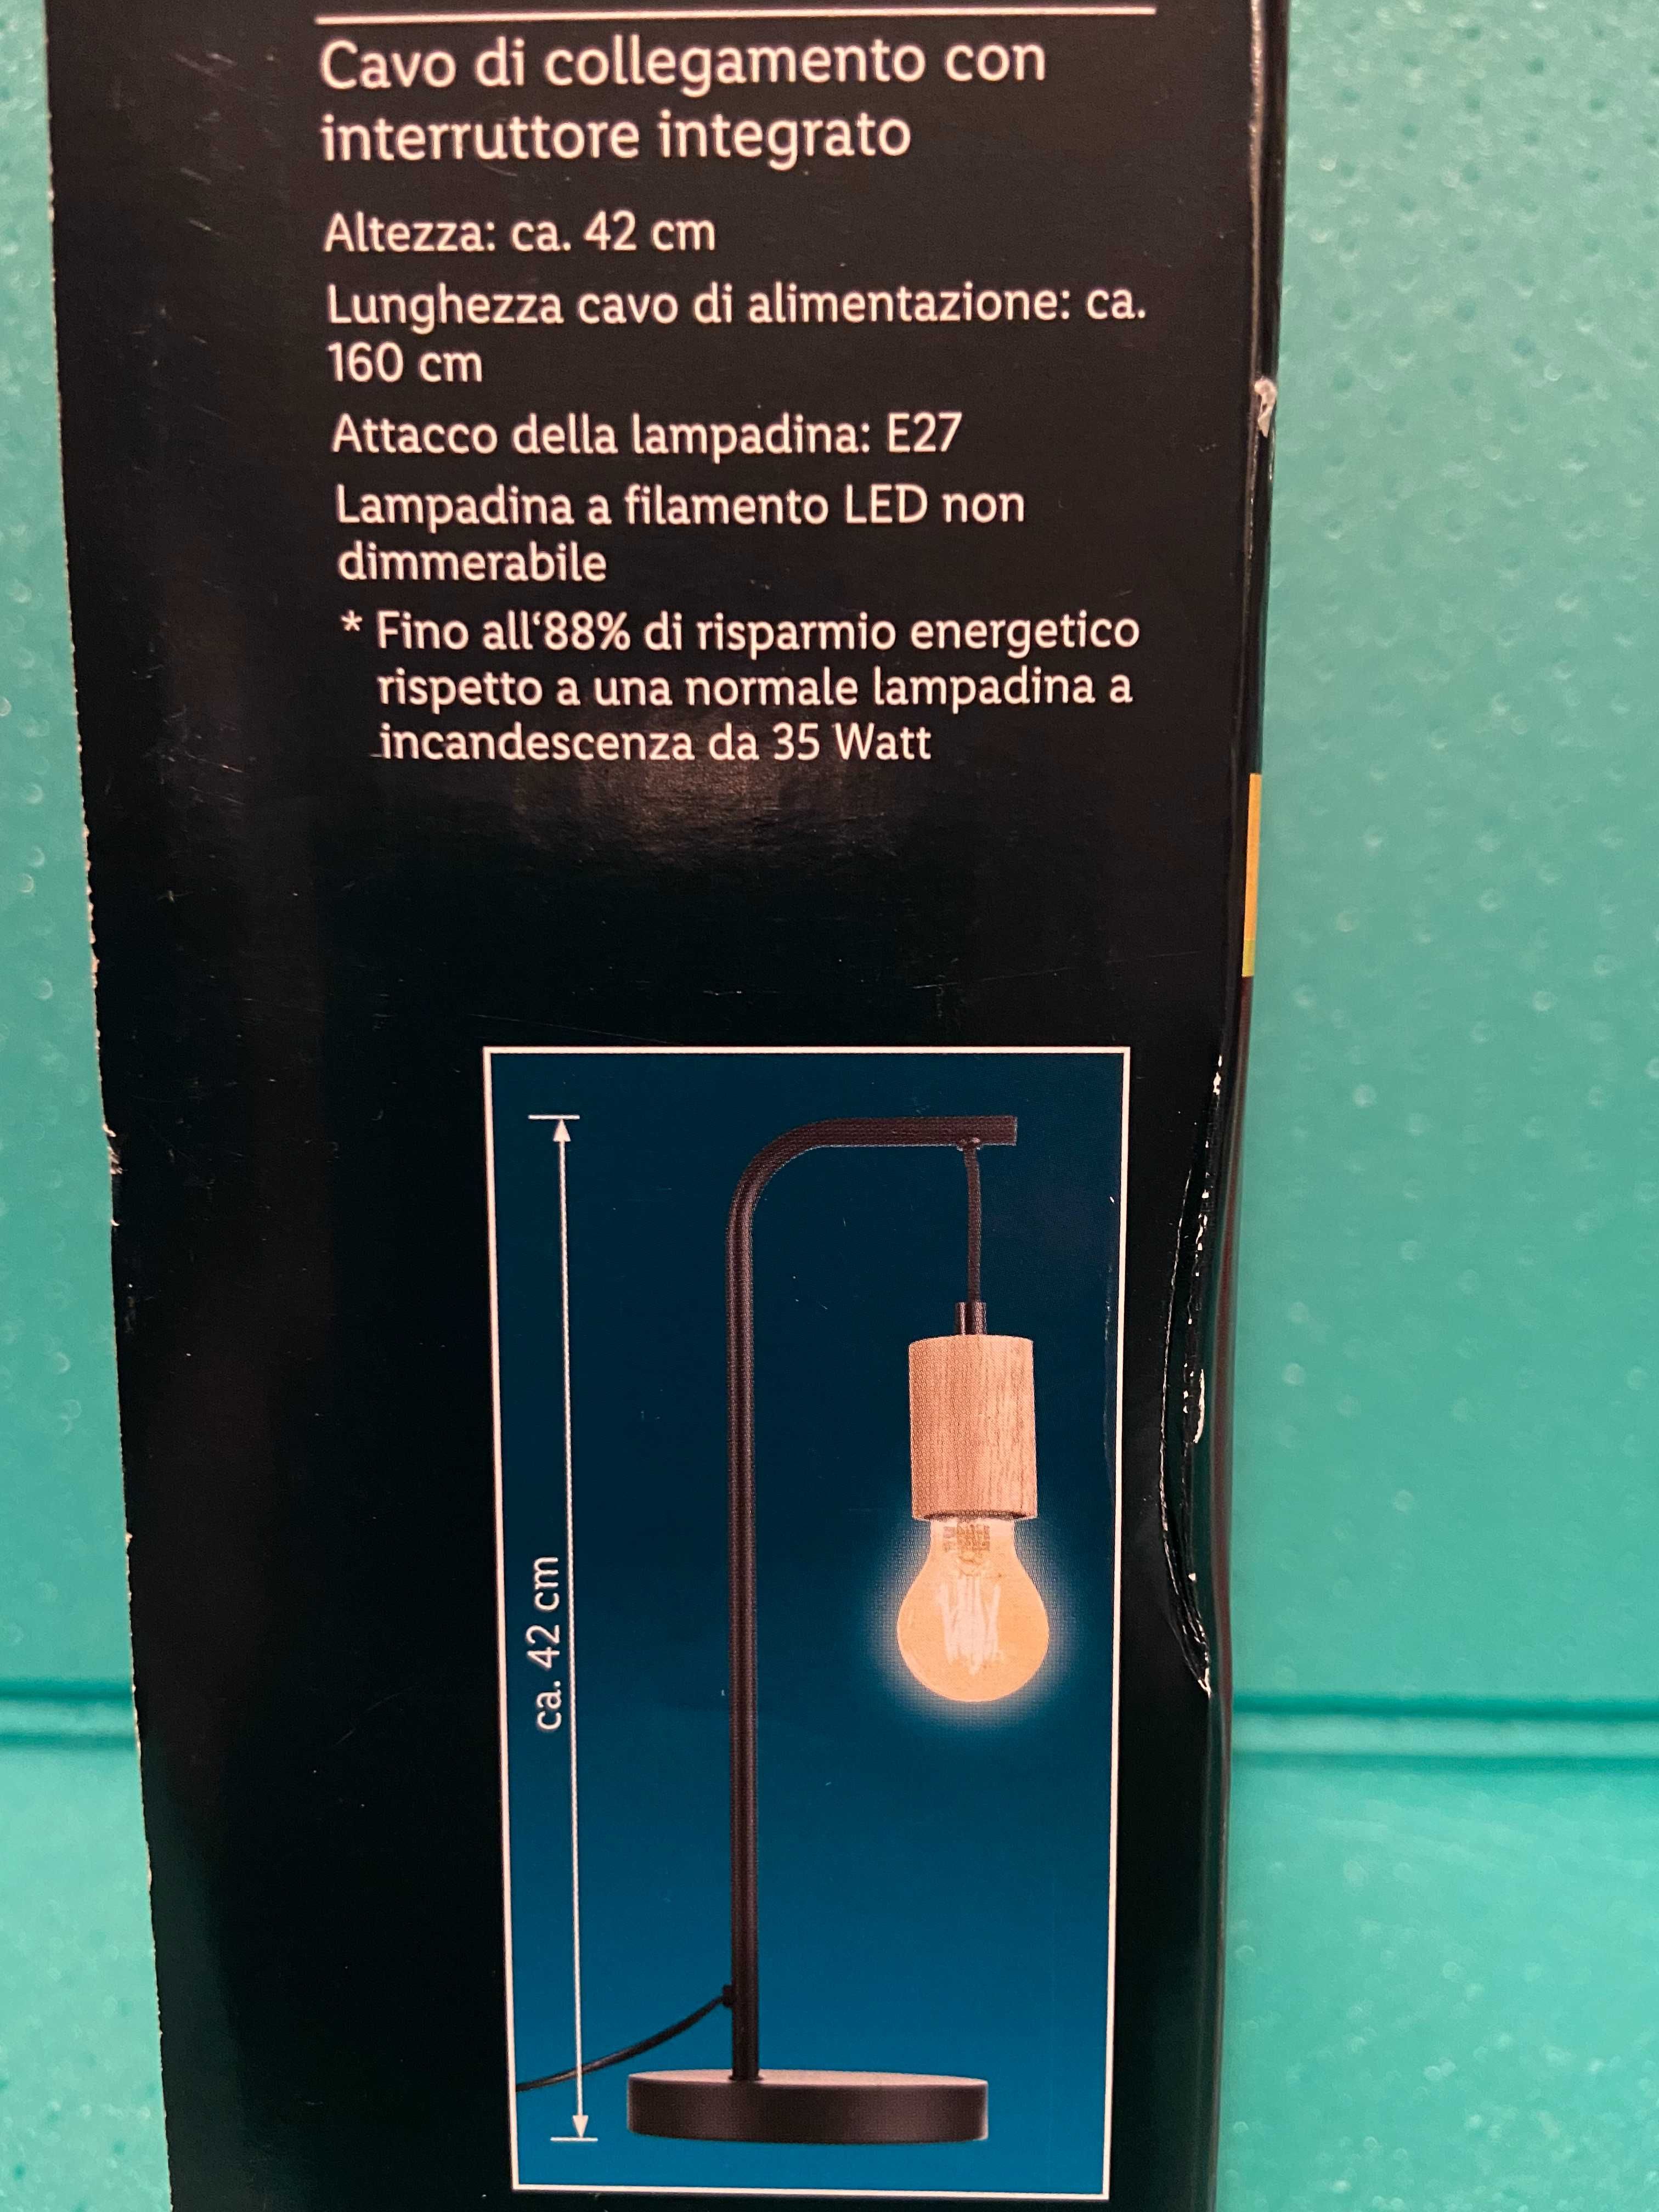 Cavo di collegamento con
interruttore integrato
Altezza: ca. 42 cm
Lunghezza cavo di alimentazione: ca.
160 cm
Attacco della lampadina: E27
Lampadina a filamento LED non
dimmerabile
* Fino all‘88% di risparmio energetico
rispetto a una normale lampadina a
incandescenza da 35 Watt
ca. 42 cm